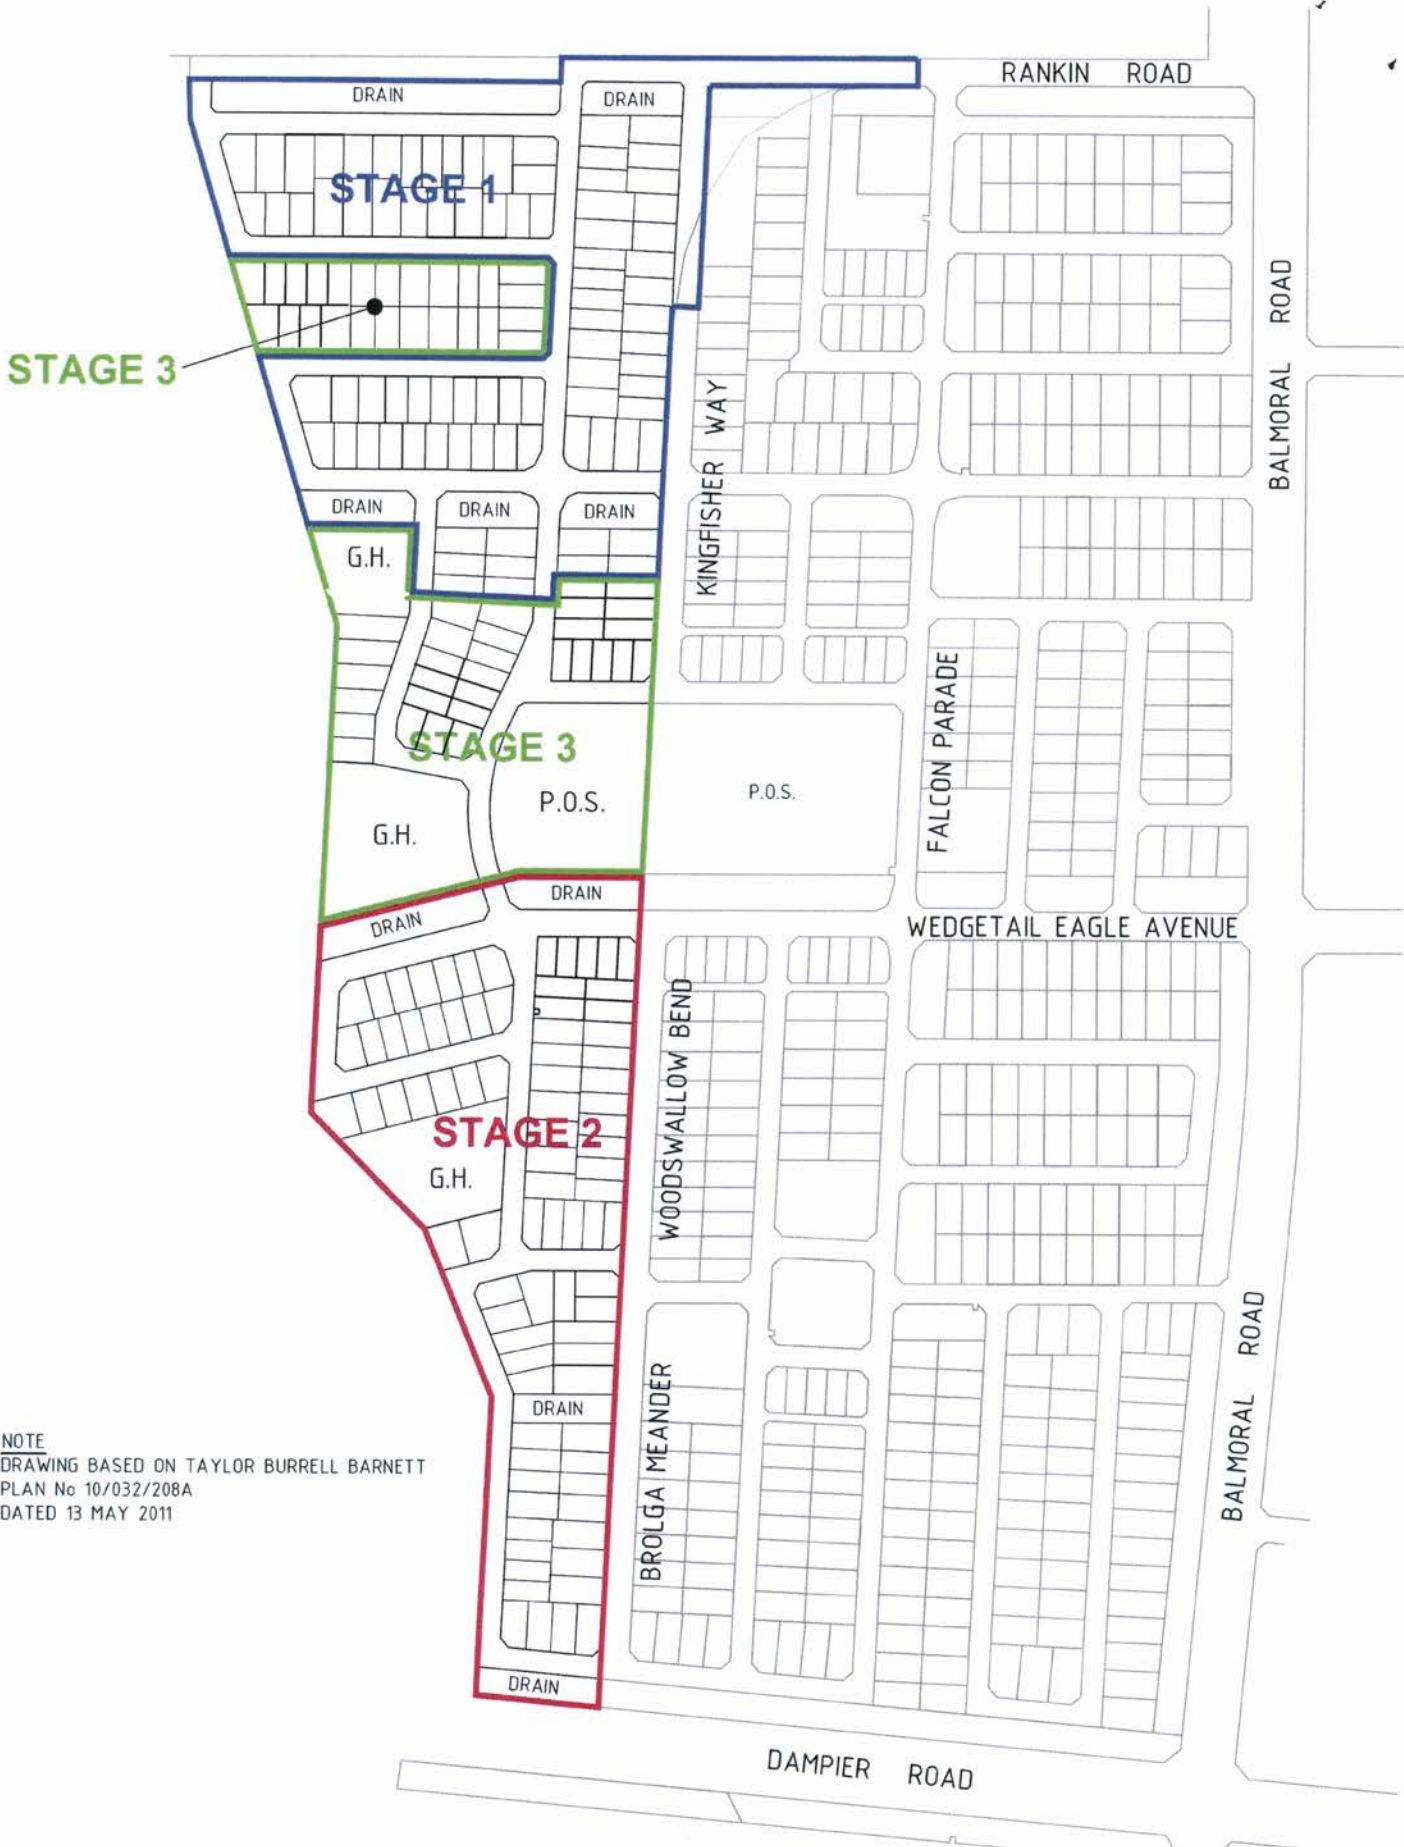 RANKIN ROAD
DRAIN
DRAIN
STAGE 1
BALMORAL ROAD
STAGE 3
KINGFISHER WAY
DRAIN
DRAIN
DRAIN
G.H.
FALCON PARADE
STAGE 3
P.O.S.
P.O.S.
G.H.
DRAIN
DRAIN
WEDGETAIL EAGLE AVENUE
WOODSWALLOW BEND
STAGE 2
G.H.
BALMORAL ROAD
BROLGA MEANDER
DRAIN
NOTE
DRAWING BASED ON TAYLOR BURRELL BARNETT
PLAN No 10/032/208A
DATED 13 MAY 2011
DRAIN
DAMPIER ROAD